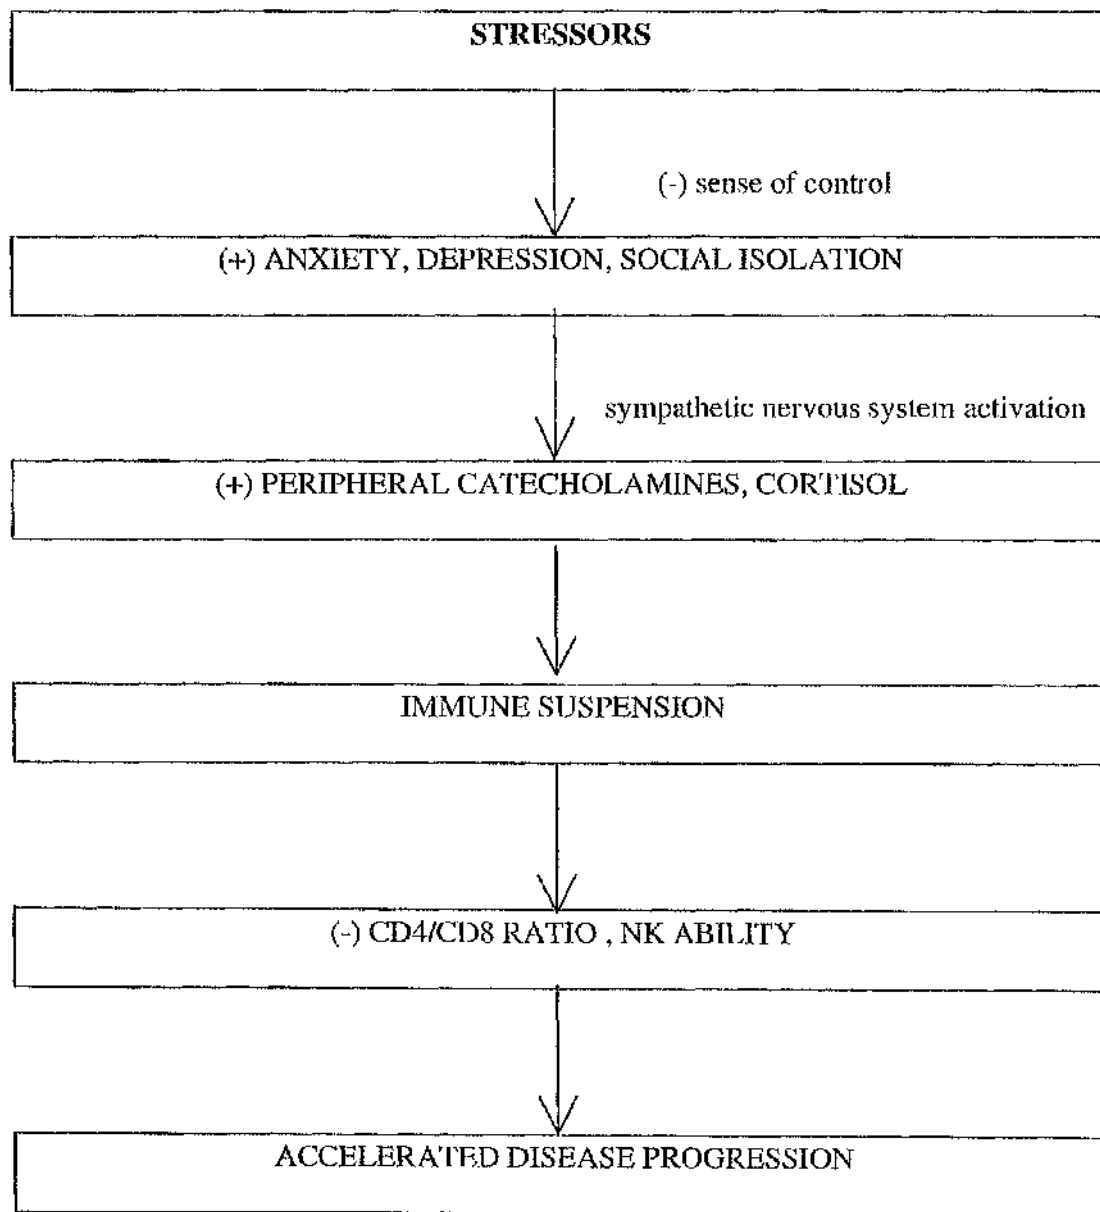 STRESSORS
(-) sense of control
(+) ANXIETY, DEPRESSION, SOCIAL ISOLATION
sympathetic nervous system activation
(+) PERIPHERAL CATECHOLAMINES, CORTISOL
IMMUNE SUSPENSION
(-) CD4/CD8 RATIO , NK ABILITY
ACCELERATED DISEASE PROGRESSION